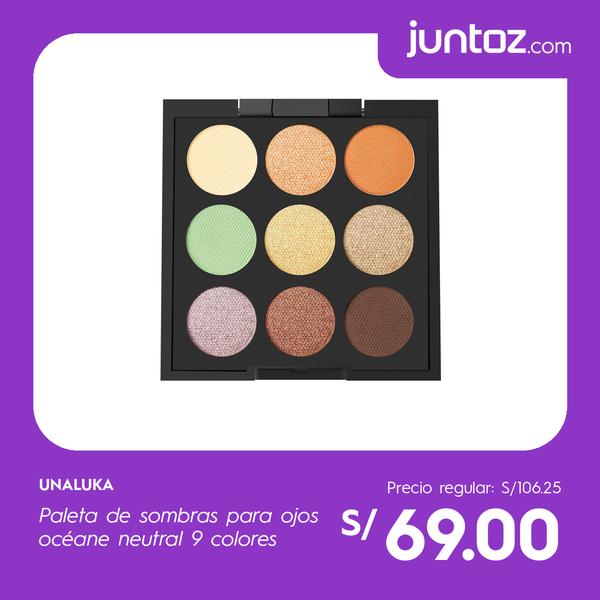 juntoz.com
UNALUKA
Paleta de sombras para ojos
océane neutral 9 colores
Precio regular: S/106.25
S/69.00